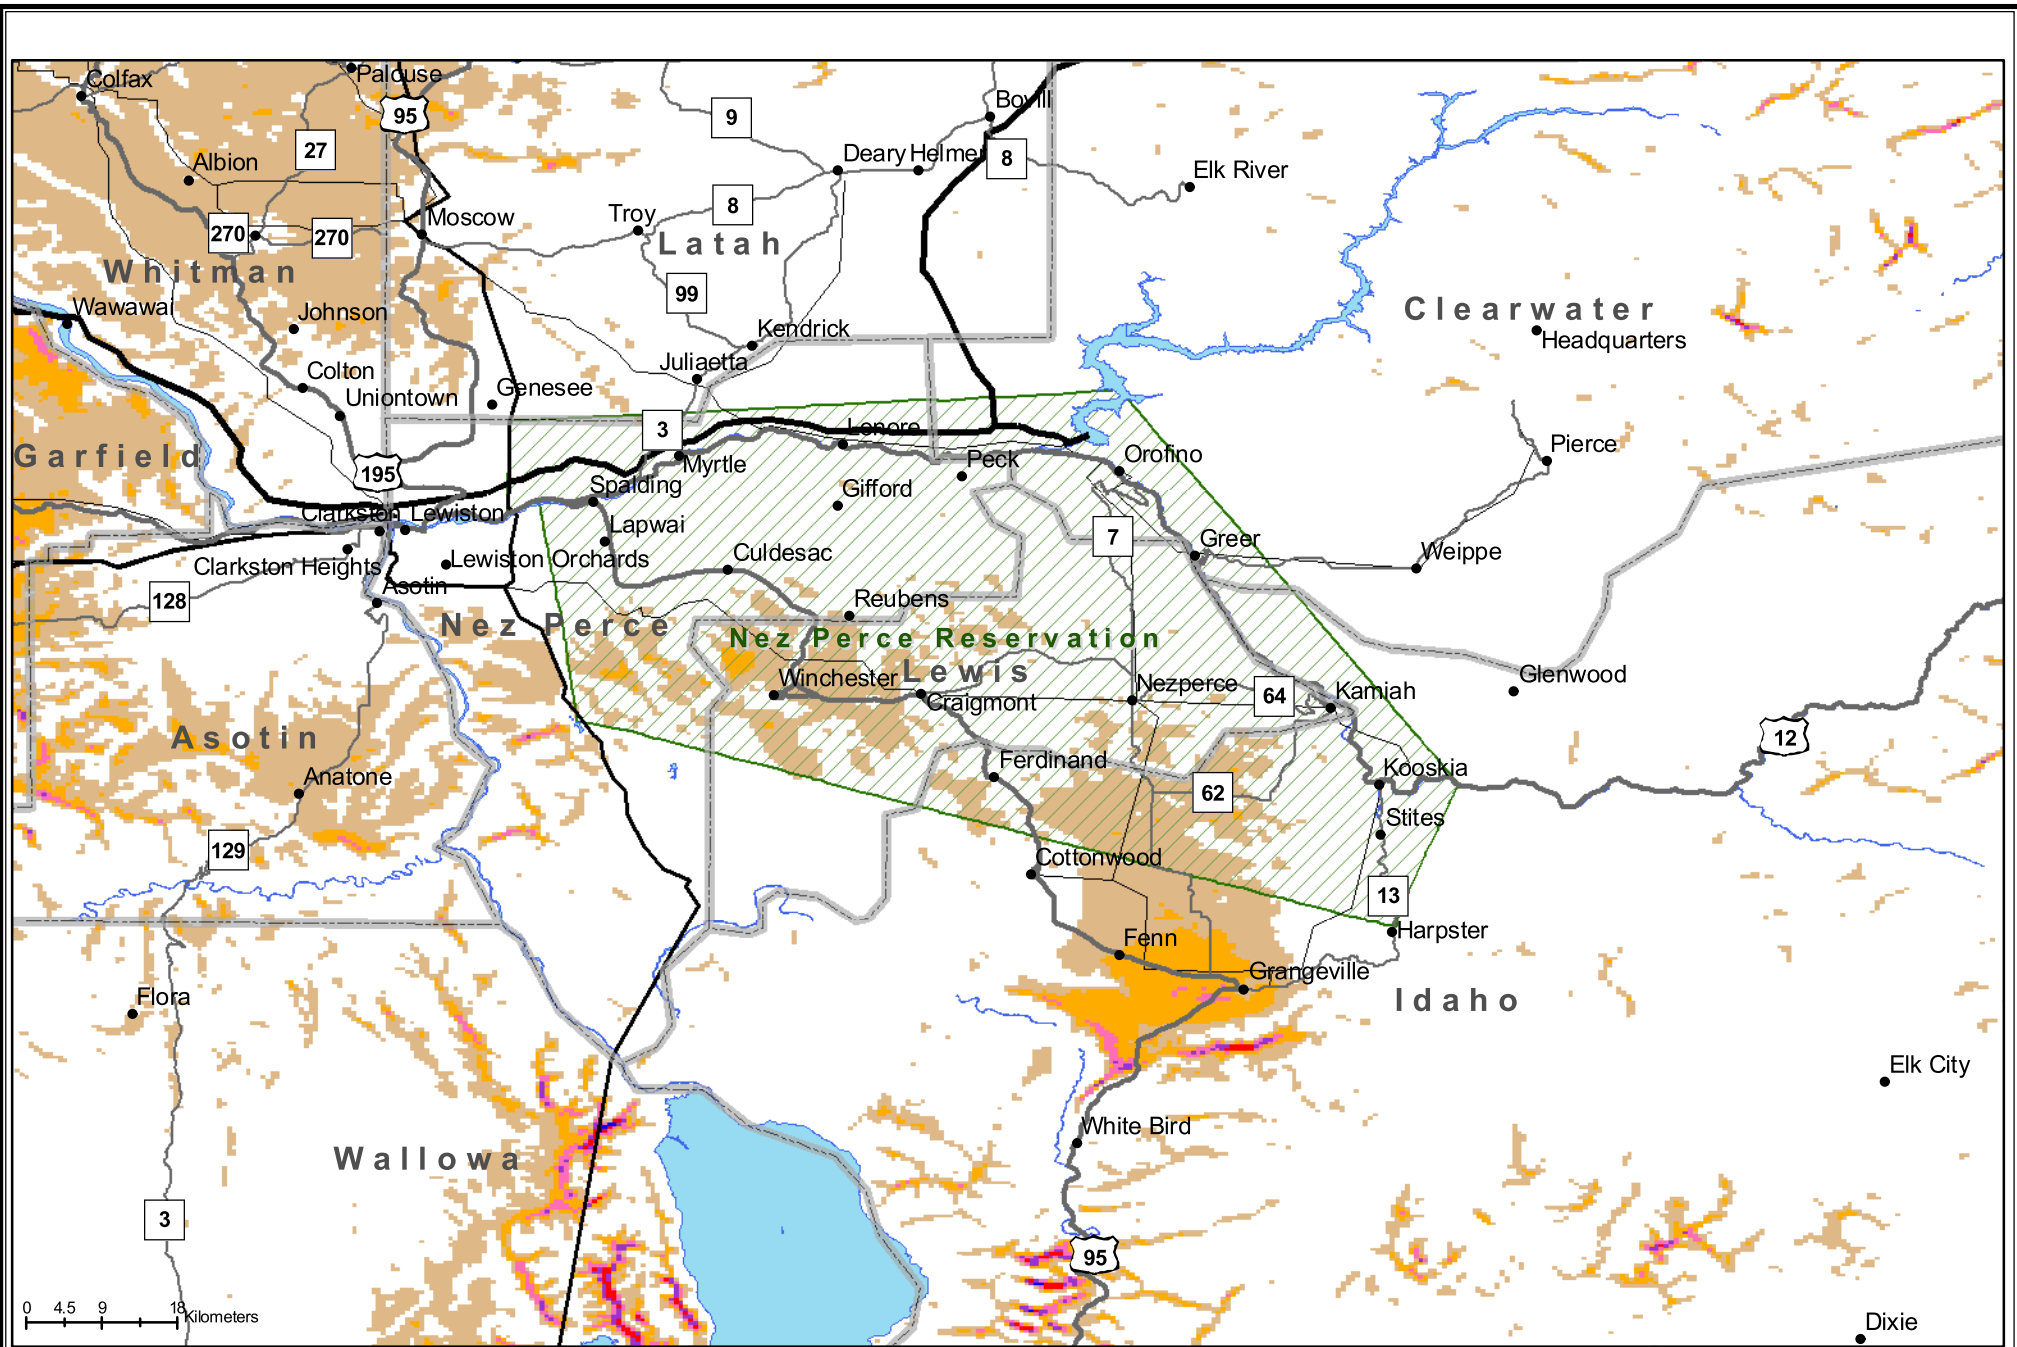 Colfax
Palouse
95
9
Bovill
27
Albion
Deary
Helmer
8
Elk River
270
270
Moscow
Troy
8
Latah
Whitman
99
Wawawai
Johnson
Kendrick
Clearwater
Headquarters
Juliaetta
Colton
Uniontown
Genesee
Garfield
195
3
Lenore
Myrtle
Peck
Orofino
Pierce
Spalding
Gifford
Clarkston
Lewiston
Lapwai
7
Greer
Weippe
Clarkston Heights
Lewiston Orchards
Culdesac
128
Asotin
Reubens
Nez Perce
Nez Perce Reservation
Lewis
Winchester
Craigmont
Nezperce
64
Kamiah
Glenwood
Asotin
12
Anatone
Ferdinand
62
Kooskia
Stites
129
Cottonwood
13
Harpster
Fenn
Grangeville
Idaho
Flora
Elk City
White Bird
Wallowa
3
95
0 4.5 9 18
Kilometers
Dixie